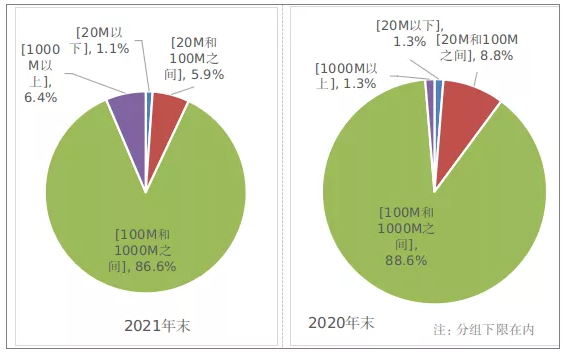 [1000
M以
上],
6.4%
[20M以
下], 1.1%
[20M和
100M之
间], 5.9%
[100M和
1000M之
间], 86.6%
2021年末
[1000M以
上], 1.3%
[20M以下],
1.3%
[20M和100M
之间], 8.8%
[100M和
1000M之
间],
88.6%
2020年末
注: 分组下限在内